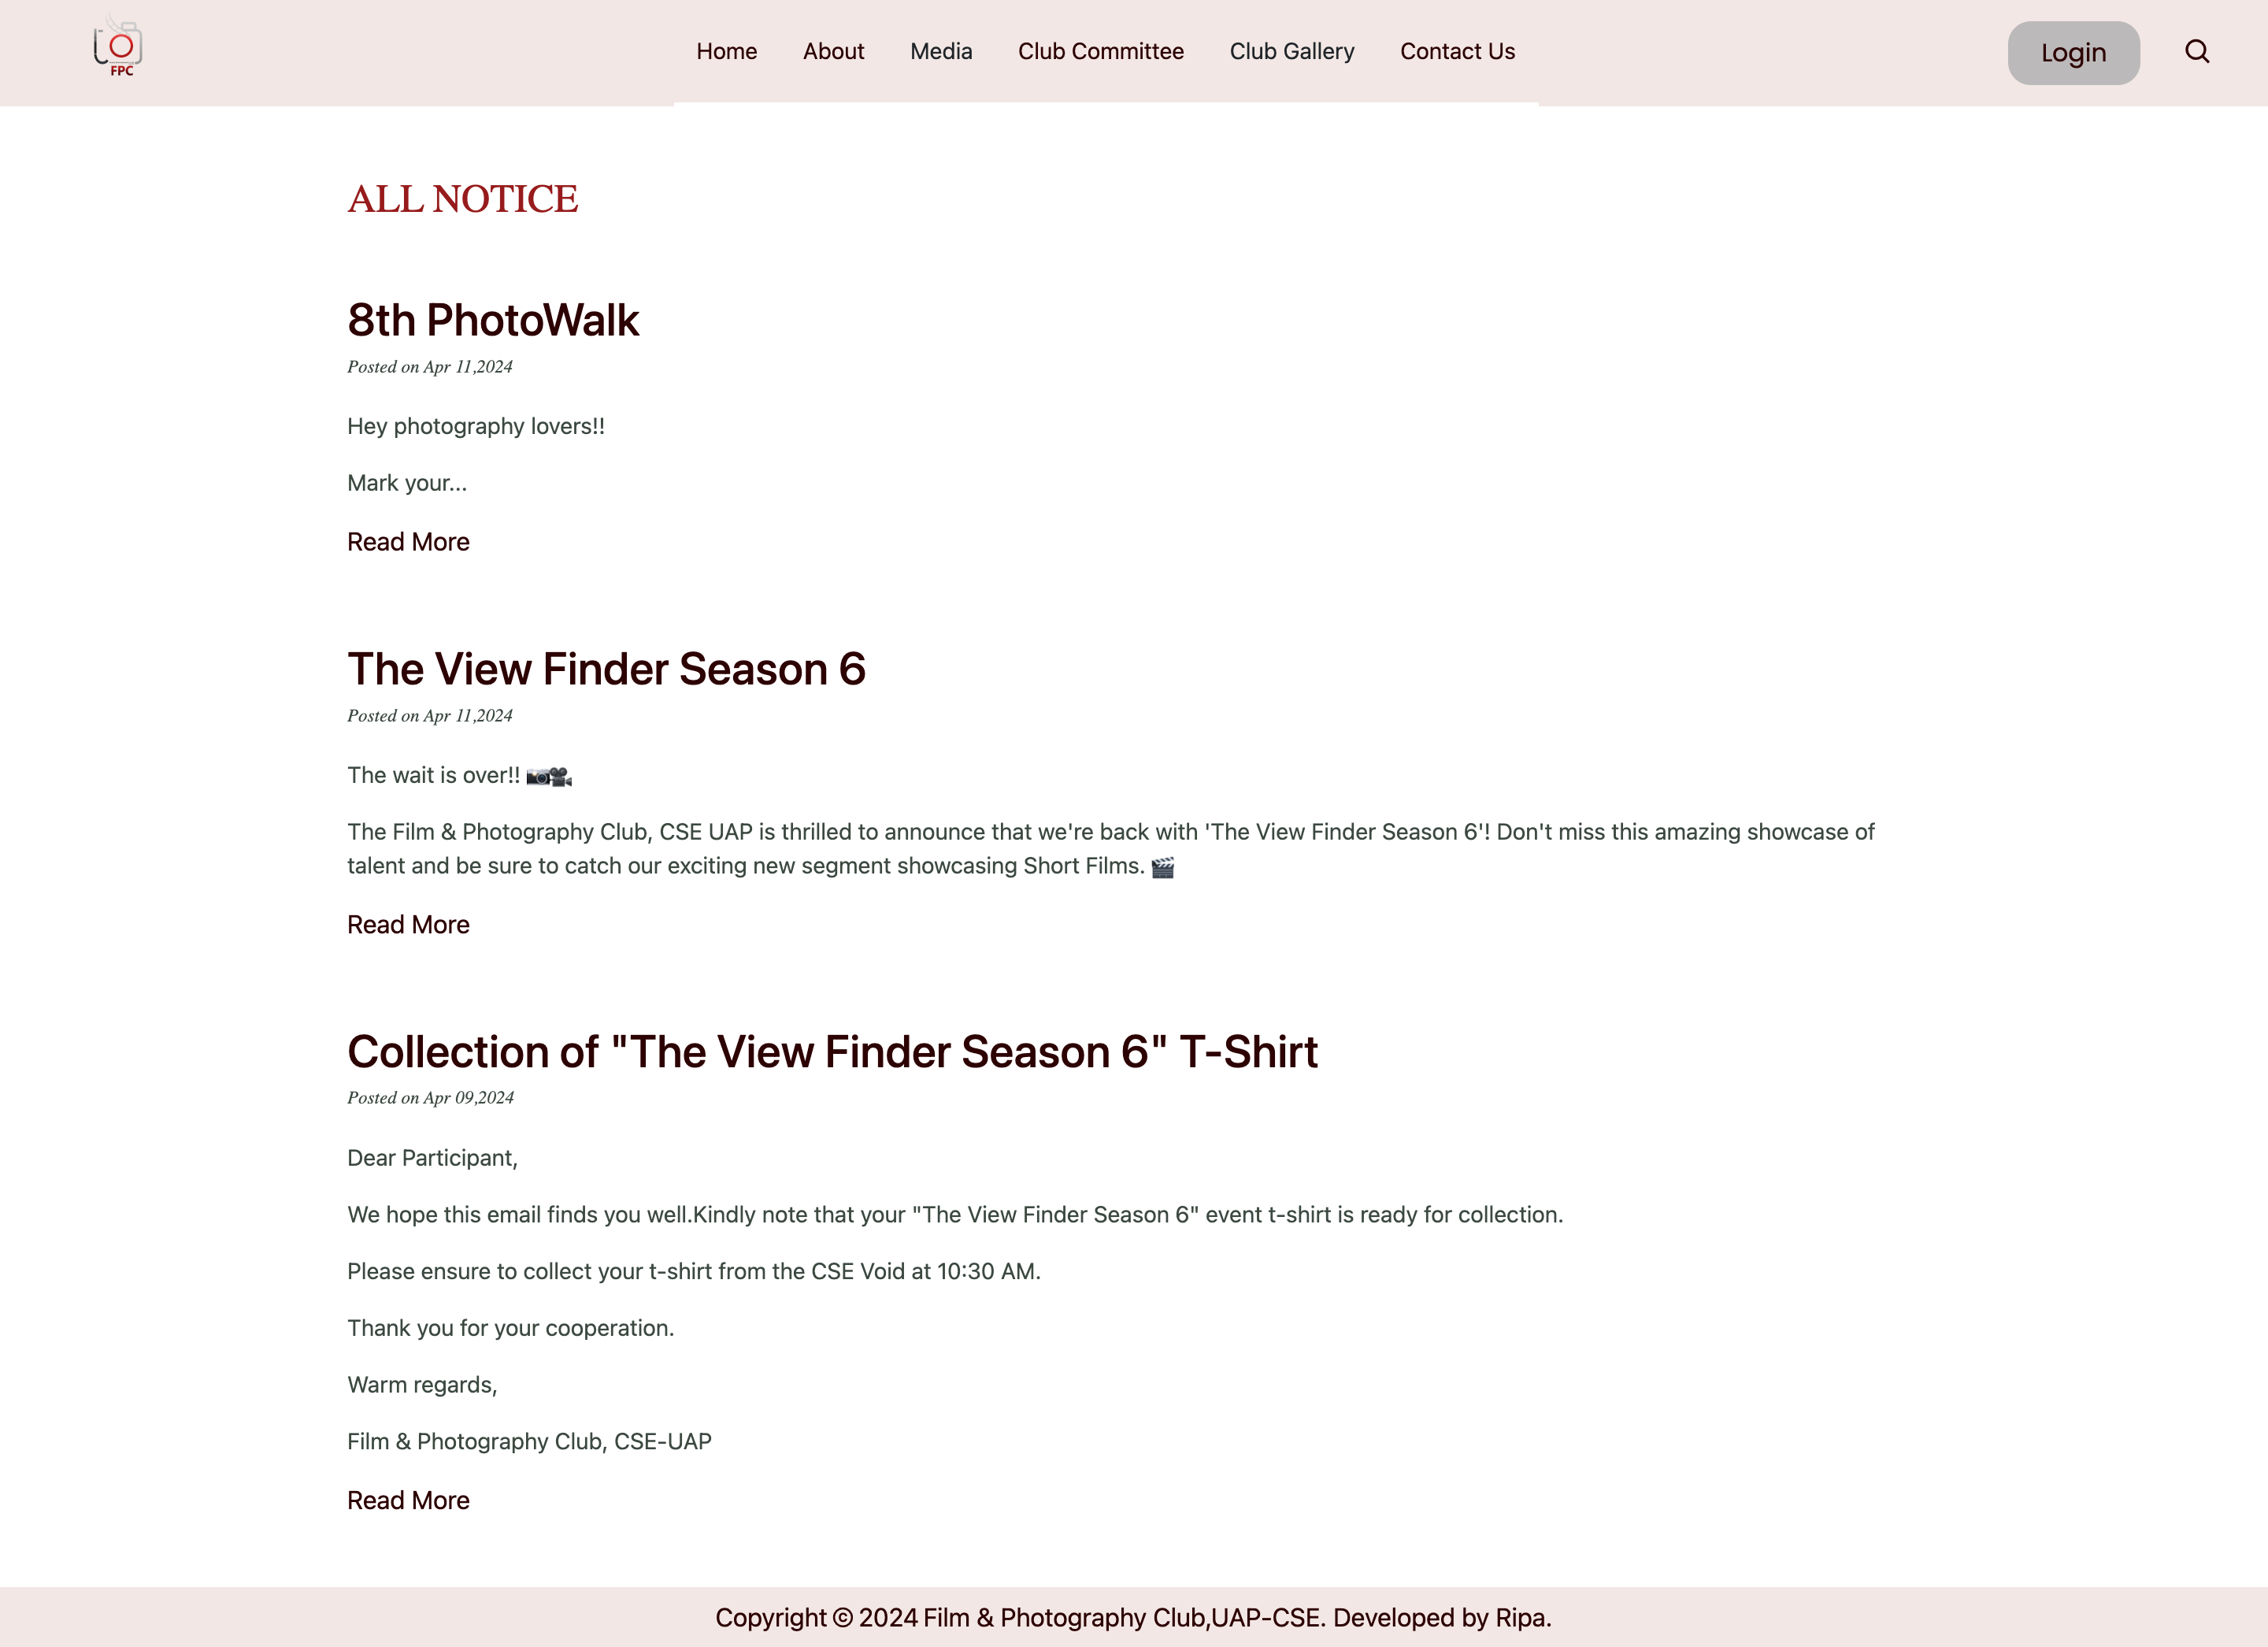 FPC
Home About Media Club Committee Club Gallery Contact Us Login
ALL NOTICE
8th PhotoWalk
Posted on Apr 11,2024
Hey photography lovers!!
Mark your...
Read More
The View Finder Season 6
Posted on Apr 11,2024
The wait is over!! 📷🎥
The Film & Photography Club, CSE UAP is thrilled to announce that we're back with 'The View Finder Season 6'! Don't miss this amazing showcase of
talent and be sure to catch our exciting new segment showcasing Short Films. 🎬
Read More
Collection of "The View Finder Season 6" T-Shirt
Posted on Apr 09,2024
Dear Participant,
We hope this email finds you well.Kindly note that your "The View Finder Season 6" event t-shirt is ready for collection.
Please ensure to collect your t-shirt from the CSE Void at 10:30 AM.
Thank you for your cooperation.
Warm regards,
Film & Photography Club, CSE-UAP
Read More
Copyright © 2024 Film & Photography Club,UAP-CSE. Developed by Ripa.